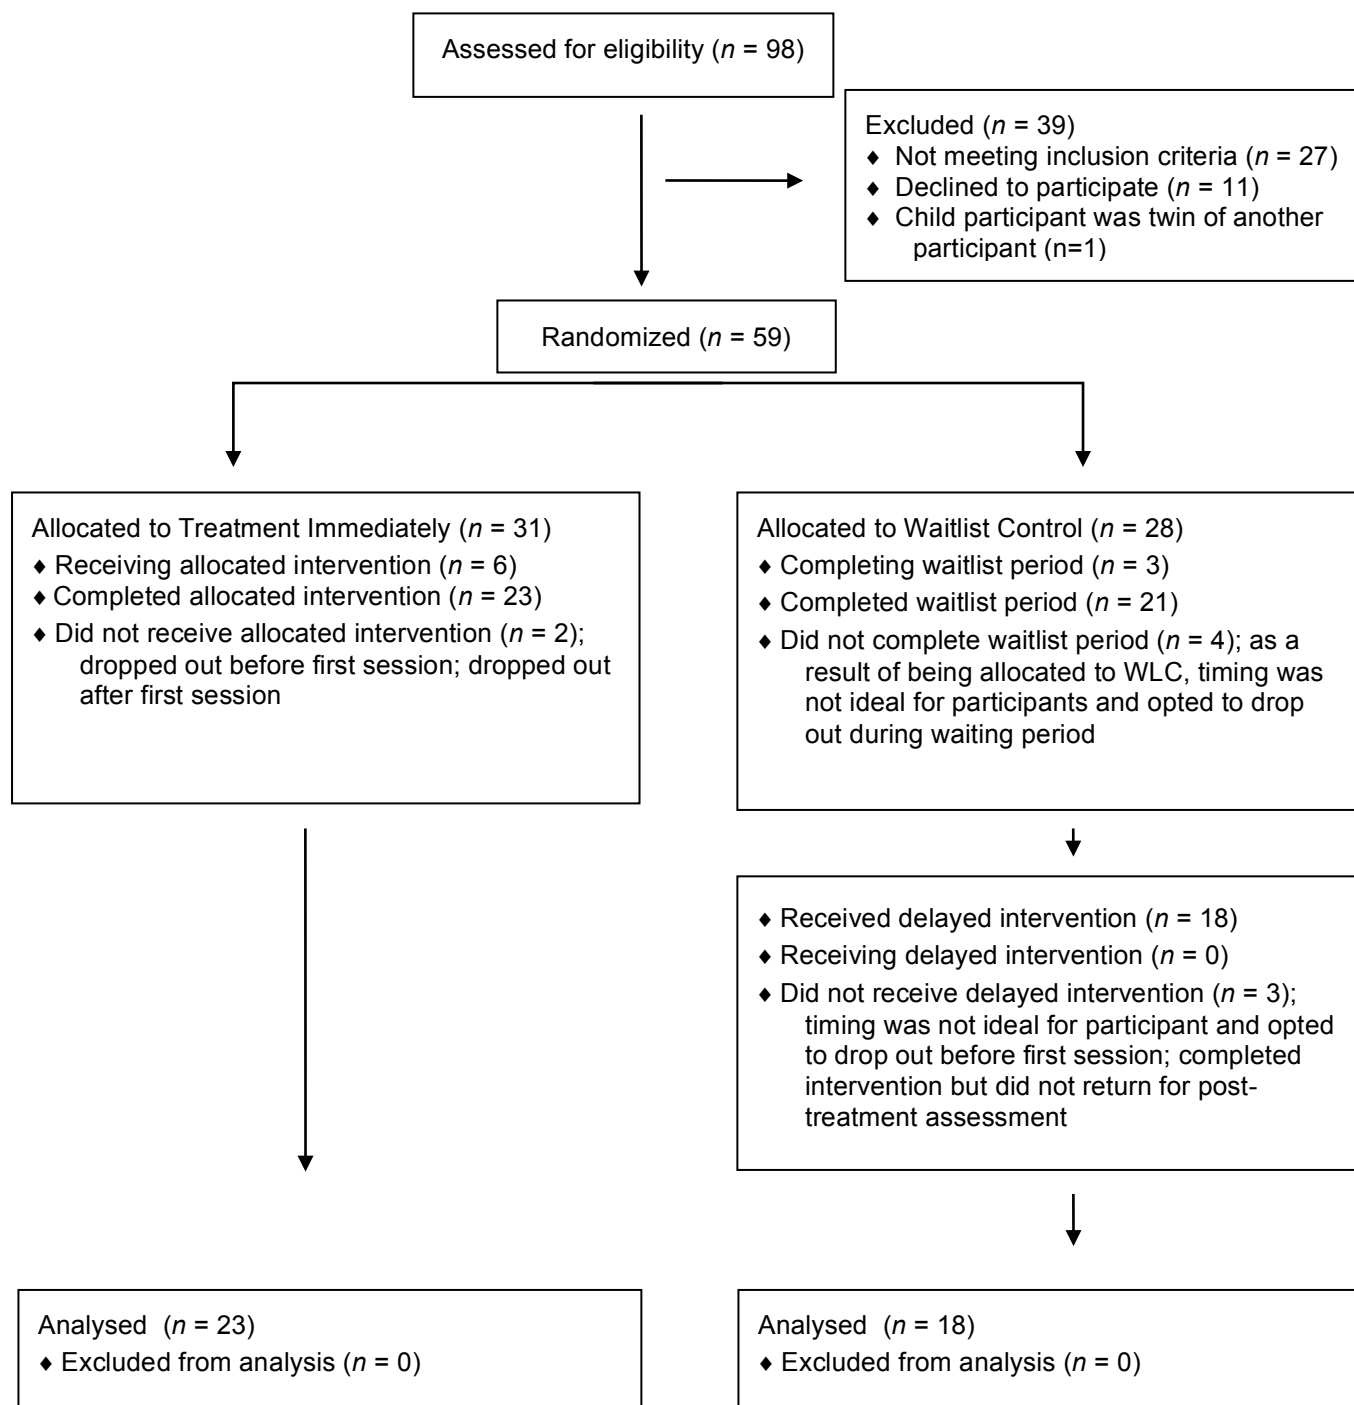 Assessed for eligibility (n = 98)
Excluded (n = 39)
♦ Not meeting inclusion criteria (n = 27)
♦ Declined to participate (n = 11)
♦ Child participant was twin of another
participant (n=1)
Randomized (n = 59)
Allocated to Treatment Immediately (n = 31)
♦ Receiving allocated intervention (n = 6)
♦ Completed allocated intervention (n = 23)
♦ Did not receive allocated intervention (n = 2);
dropped out before first session; dropped out
after first session
Allocated to Waitlist Control (n = 28)
♦ Completing waitlist period (n = 3)
♦ Completed waitlist period (n = 21)
♦ Did not complete waitlist period (n = 4); as a
result of being allocated to WLC, timing was
not ideal for participants and opted to drop
out during waiting period
♦ Received delayed intervention (n = 18)
♦ Receiving delayed intervention (n = 0)
♦ Did not receive delayed intervention (n = 3);
timing was not ideal for participant and opted
to drop out before first session; completed
intervention but did not return for post-
treatment assessment
Analysed (n = 23)
♦ Excluded from analysis (n = 0)
Analysed (n = 18)
♦ Excluded from analysis (n = 0)